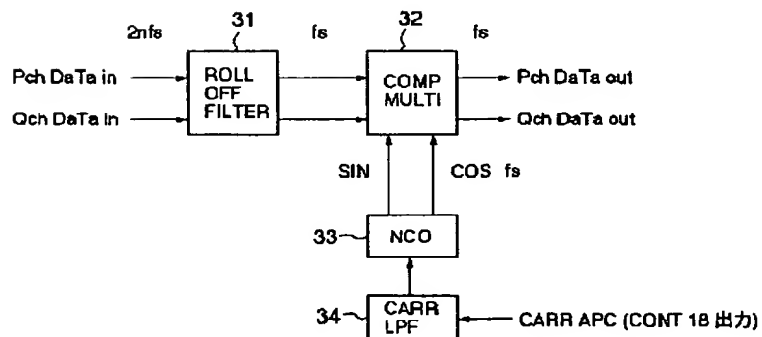 31
32
2nfs
fs
fs
Pch DaTa in
ROLL
OFF
FILTER
COMP
MULTI
Pch DaTa out
Qch DaTa in
Qch DaTa out
SIN
COS fs
33
NCO
34
CARR
LPF
CARR APC (CONT 18 出力)